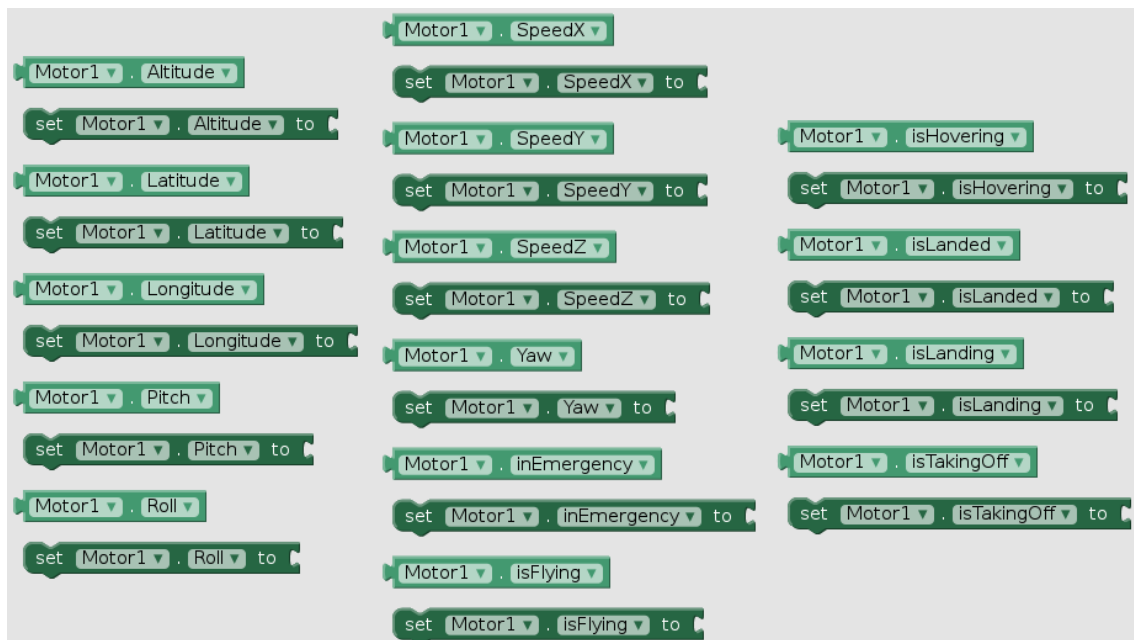 Motor1 . Altitude
set Motor1 . Altitude to
Motor1 . Latitude
set Motor1 . Latitude to
Motor1 . Longitude
set Motor1 . Longitude to
Motor1 . Pitch
set Motor1 . Pitch to
Motor1 . Roll
set Motor1 . Roll to
Motor1 . SpeedX
set Motor1 . SpeedX to
Motor1 . SpeedY
set Motor1 . SpeedY to
Motor1 . SpeedZ
set Motor1 . SpeedZ to
Motor1 . Yaw
set Motor1 . Yaw to
Motor1 . inEmergency
set Motor1 . inEmergency to
Motor1 . isFlying
set Motor1 . isFlying to
Motor1 . isHovering
set Motor1 . isHovering to
Motor1 . isLanded
set Motor1 . isLanded to
Motor1 . isLanding
set Motor1 . isLanding to
Motor1 . isTakingOff
set Motor1 . isTakingOff to